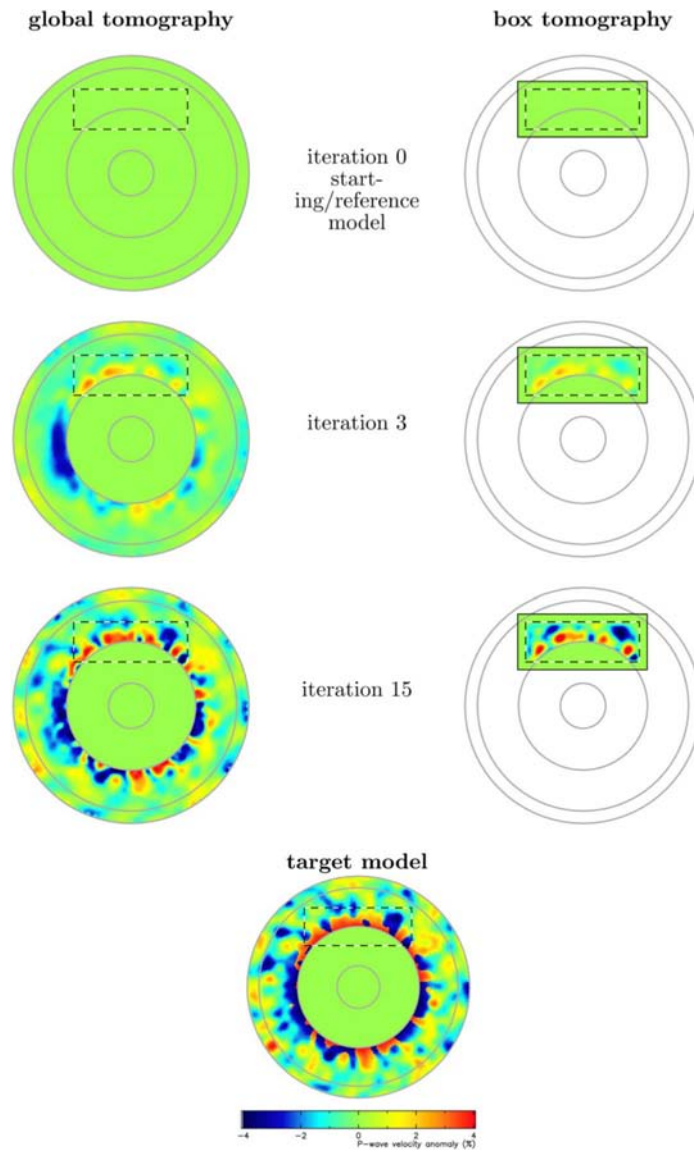 global tomography
box tomography
iteration 0
start-
ing/reference
model
iteration 3
iteration 15
target model
−4 −2 0 2 4
P-wave velocity anomaly (%)